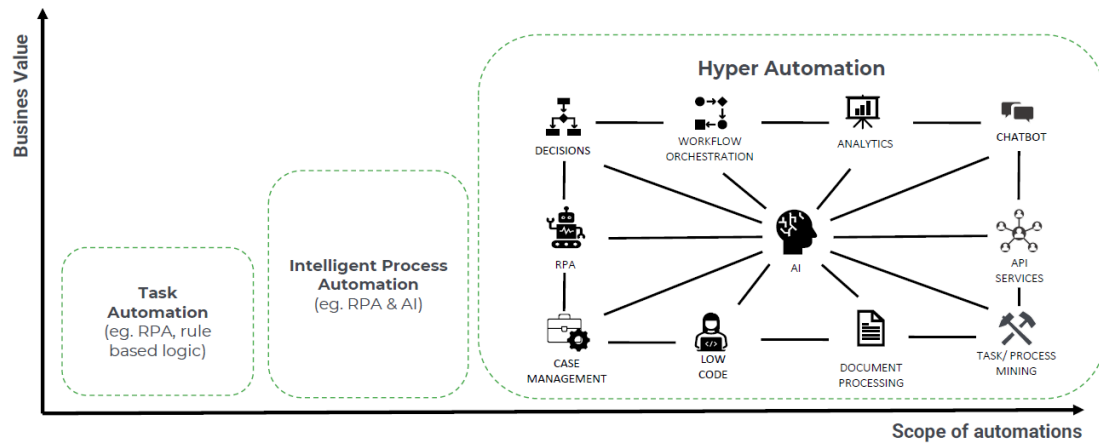 Busines Value
Hyper Automation
DECISIONS
WORKFLOW
ORCHESTRATION
ANALYTICS
CHATBOT
Task
Automation
(eg. RPA, rule
based logic)
Intelligent Process
Automation
(eg. RPA & AI)
RPA
AI
API
SERVICES
CASE
MANAGEMENT
LOW
CODE
DOCUMENT
PROCESSING
TASK/ PROCESS
MINING
Scope of automations